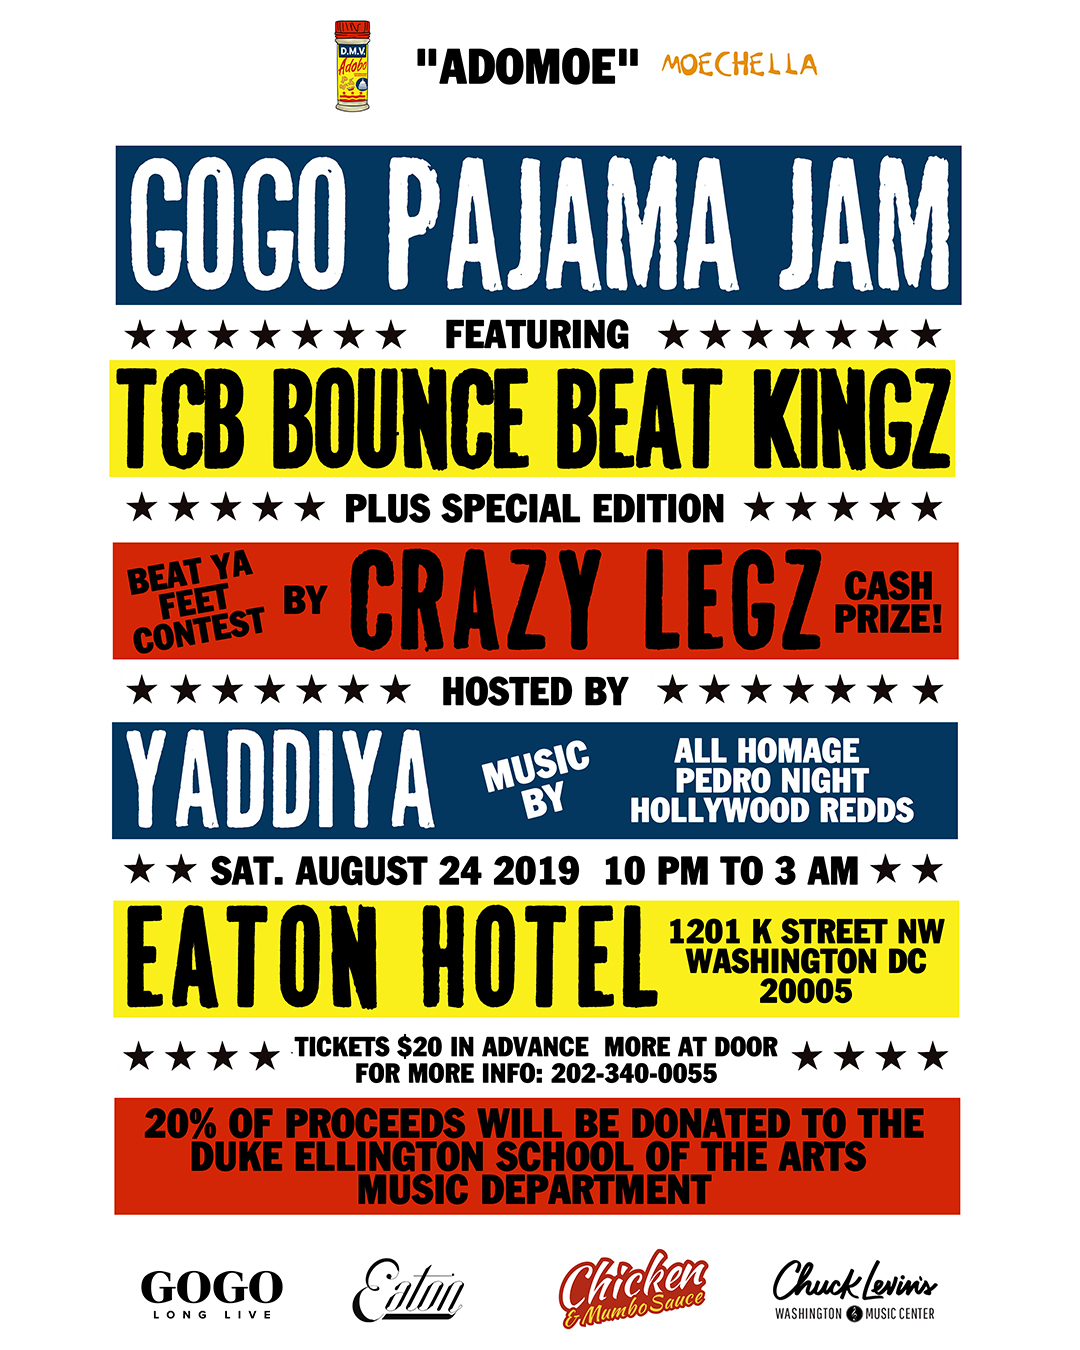 D.M.V.
Adobo
"ADOMOE"
MOECHELLA
GOGO PAJAMA JAM
FEATURING
TCB BOUNCE BEAT KINGZ
PLUS SPECIAL EDITION
BEAT YA
FEET
CONTEST
BY
CRAZY LEGZ
CASH
PRIZE!
HOSTED BY
YADDIYA
MUSIC
BY
ALL HOMAGE
PEDRO NIGHT
HOLLYWOOD REDDS
SAT. AUGUST 24 2019 10 PM TO 3 AM
EATON HOTEL
1201 K STREET NW
WASHINGTON DC
20005
TICKETS $20 IN ADVANCE MORE AT DOOR
FOR MORE INFO: 202-340-0055
20% OF PROCEEDS WILL BE DONATED TO THE
DUKE ELLINGTON SCHOOL OF THE ARTS
MUSIC DEPARTMENT
GOGO
LONG LIVE
Eaton
Chicken
& Mumbo Sauce
Chuck Levin's
WASHINGTON MUSIC CENTER